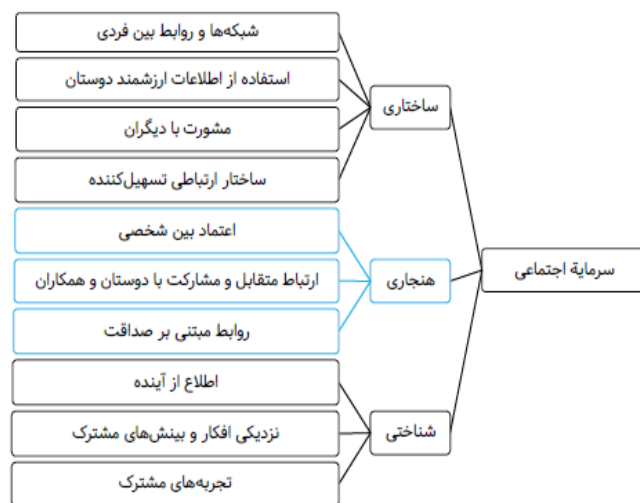 سرمایة اجتماعی
ساختاری
شبکه‌ها و روابط بین فردی
استفاده از اطلاعات ارزشمند دوستان
مشورت با دیگران
ساختار ارتباطی تسهیل‌کننده
هنجاری
اعتماد بین شخصی
ارتباط متقابل و مشارکت با دوستان و همکاران
روابط مبتنی بر صداقت
شناختی
اطلاع از آینده
نزدیکی افکار و بینش‌های مشترک
تجربه‌های مشترک